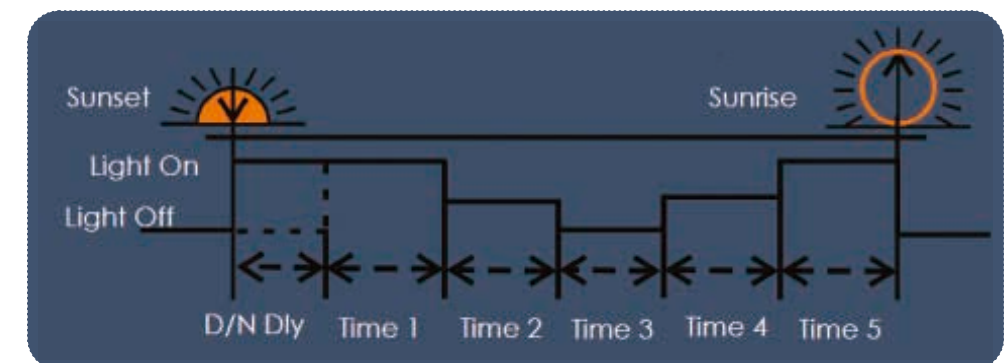 Sunset
Sunrise
Light On
Light Off
D/N Dly Time 1 Time 2 Time 3 Time 4 Time 5